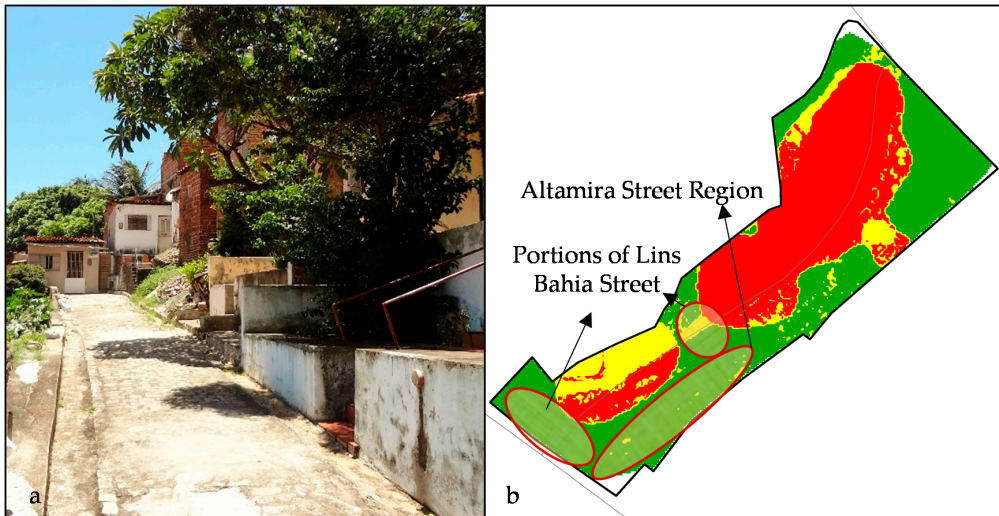 Altamira Street Region
Portions of Lins
Bahia Street
a
b